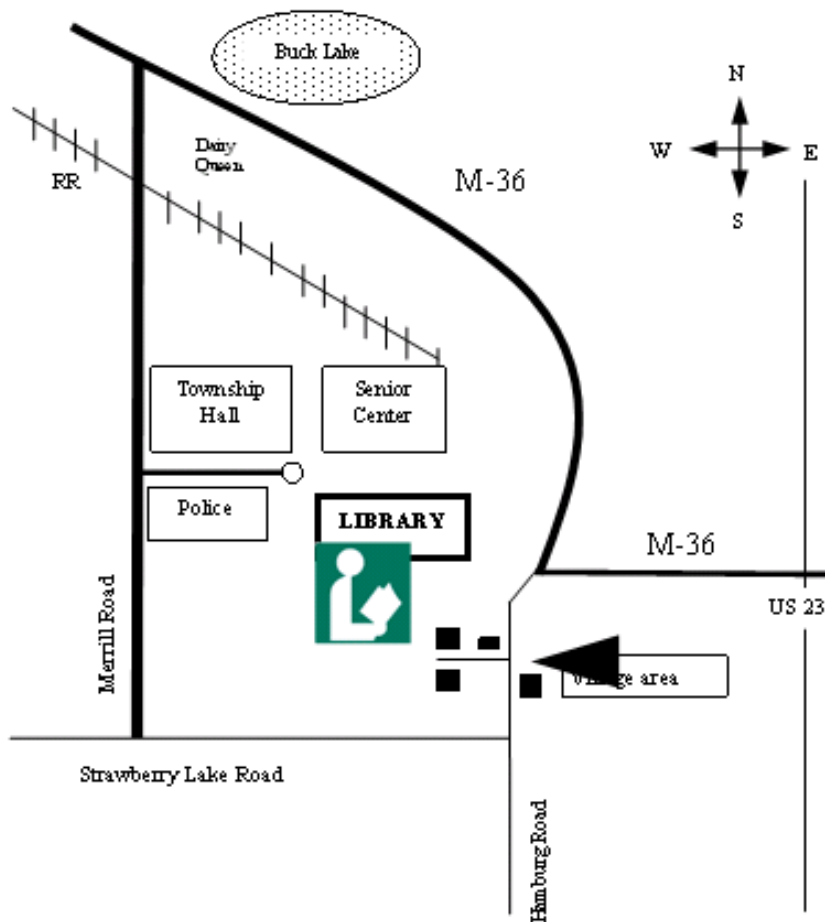 Buck Lake
N
W
E
S
Dairy
Queen
RR
M-36
Township
Hall
Senior
Center
Police
LIBRARY
M-36
US 23
Merrill Road
area
Strawberry Lake Road
Hamburg Road